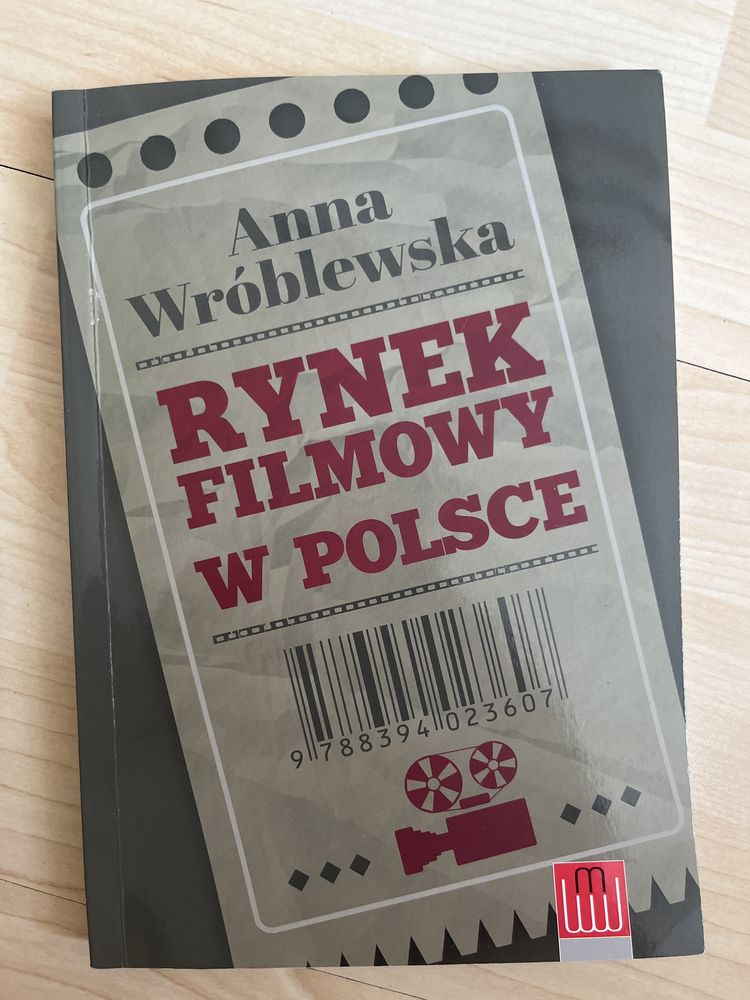 Anna
Wróblewska
RYNEK
FILMOWY
W POLSCE
9 788394 023607